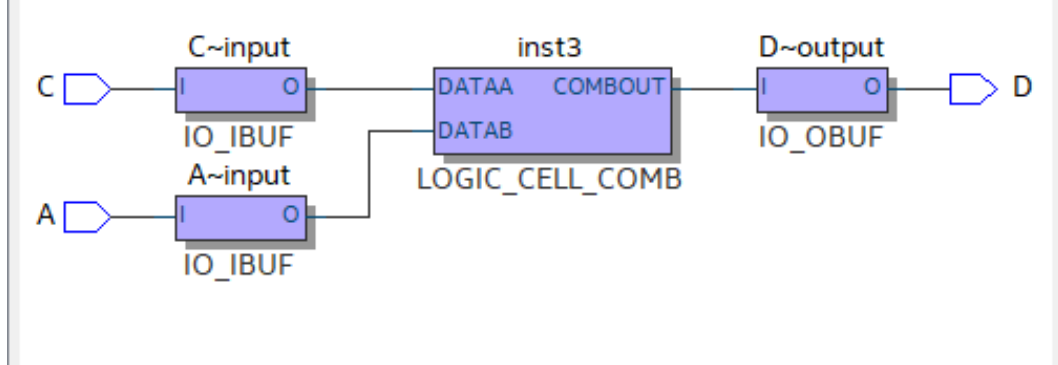 C~input
inst3
D~output
C
I
O
DATAA
COMBOUT
I
O
D
DATAB
IO_IBUF
IO_OBUF
A~input
LOGIC_CELL_COMB
A
I
O
IO_IBUF